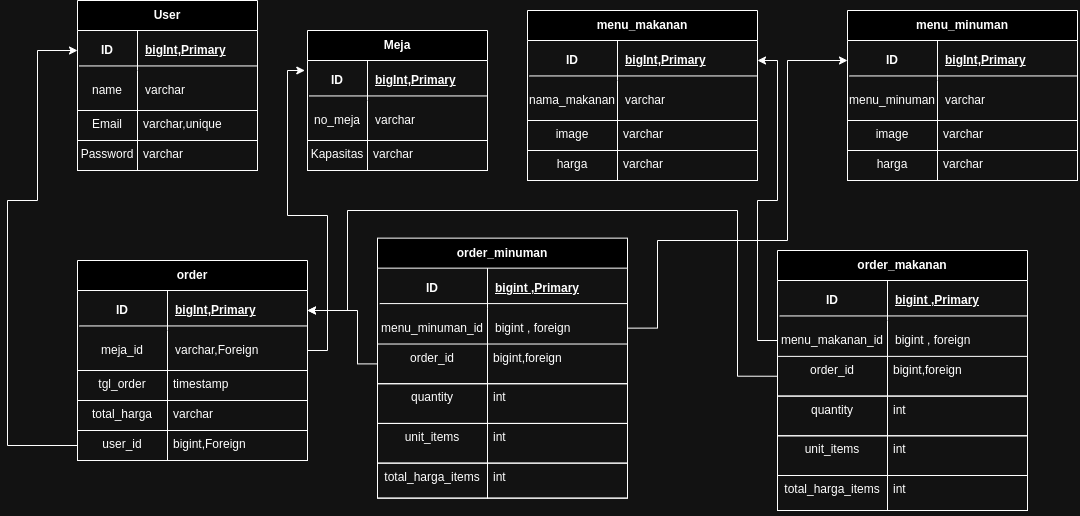 User
ID bigInt,Primary
name varchar
Email varchar,unique
Password varchar
Meja
ID bigInt,Primary
no_meja varchar
Kapasitas varchar
menu_makanan
ID bigInt,Primary
nama_makanan varchar
image varchar
harga varchar
menu_minuman
ID bigInt,Primary
menu_minuman varchar
image varchar
harga varchar
order
ID bigInt,Primary
meja_id varchar,Foreign
tgl_order timestamp
total_harga varchar
user_id bigint,Foreign
order_minuman
ID bigint ,Primary
menu_minuman_id bigint , foreign
order_id bigint,foreign
quantity int
unit_items int
total_harga_items int
order_makanan
ID bigint ,Primary
menu_makanan_id bigint , foreign
order_id bigint,foreign
quantity int
unit_items int
total_harga_items int